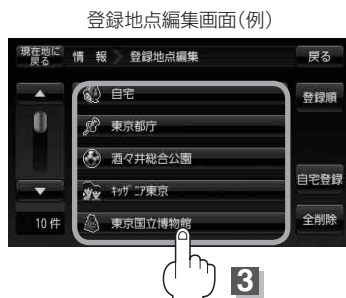 登録地点編集画面(例)
現在地に
戻る
情 報 登録地点編集
戻る
自宅
登録順
東京都庁
酒々井総合公園
ｷｯｻﾞﾆｱ東京
自宅登録
10 件
東京国立博物館
全削除
3